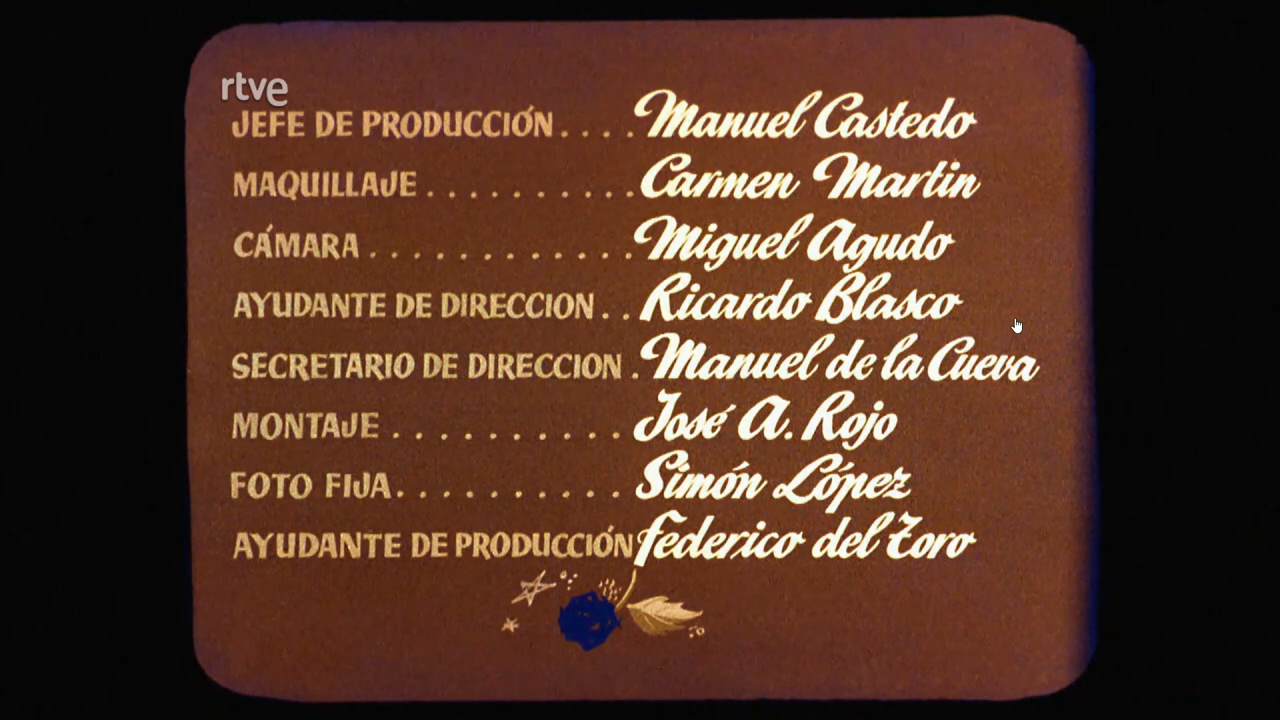 rtve
JEFE DE PRODUCCIÓN....Manuel Castedo
MAQUILLAJE..........Carmen Martin
CÁMARA............Miguel Agudo
AYUDANTE DE DIRECCION..Ricardo Blasco
SECRETARIO DE DIRECCION.Manuel de la Cueva
MONTAJE..........José A. Rojo
FOTO FIJA..........Simón López
AYUDANTE DE PRODUCCIÓN Federico del Toro